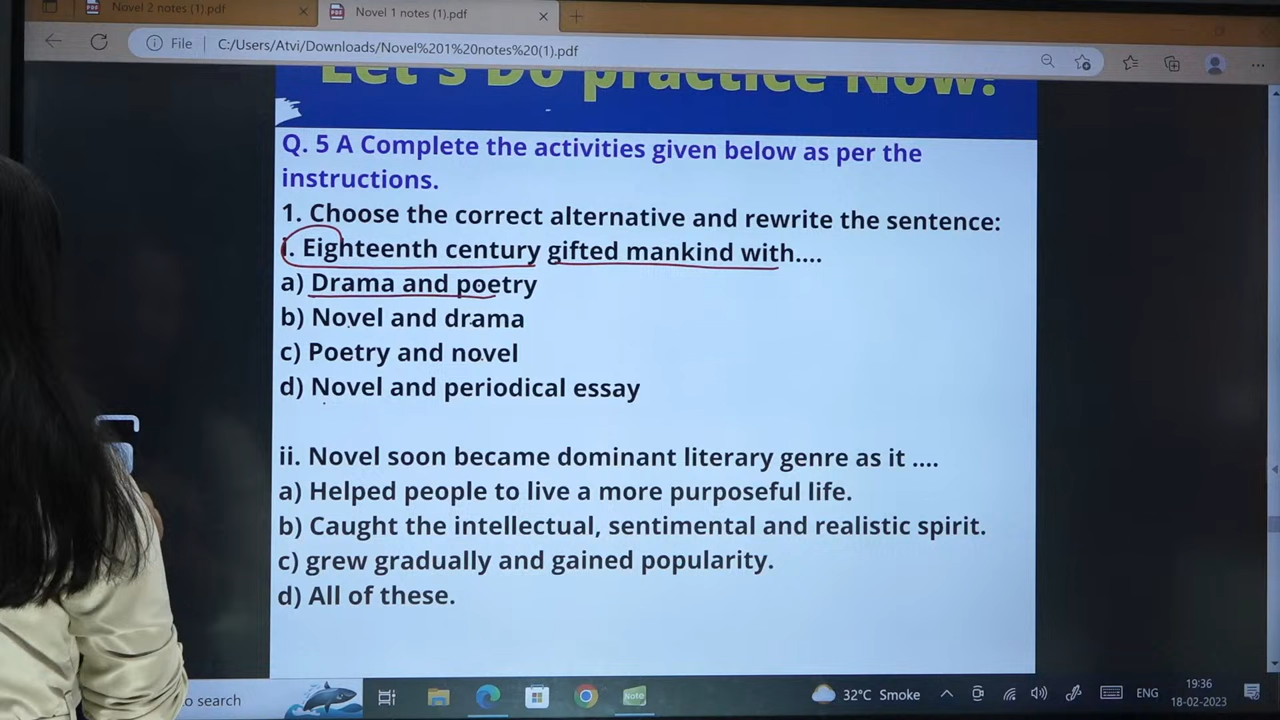 Novel 2 notes (1).pdf
Novel 1 notes (1).pdf
File
C:/Users/Atvi/Downloads/Novel%201%20notes%20(1).pdf
Let's Do practice Now!
Q. 5 A Complete the activities given below as per the
instructions.
1. Choose the correct alternative and rewrite the sentence:
i. Eighteenth century gifted mankind with....
a) Drama and poetry
b) Novel and drama
c) Poetry and novel
d) Novel and periodical essay
ii. Novel soon became dominant literary genre as it ....
a) Helped people to live a more purposeful life.
b) Caught the intellectual, sentimental and realistic spirit.
c) grew gradually and gained popularity.
d) All of these.
o search
Note
32°C Smoke
ENG
19:36
18-02-2023